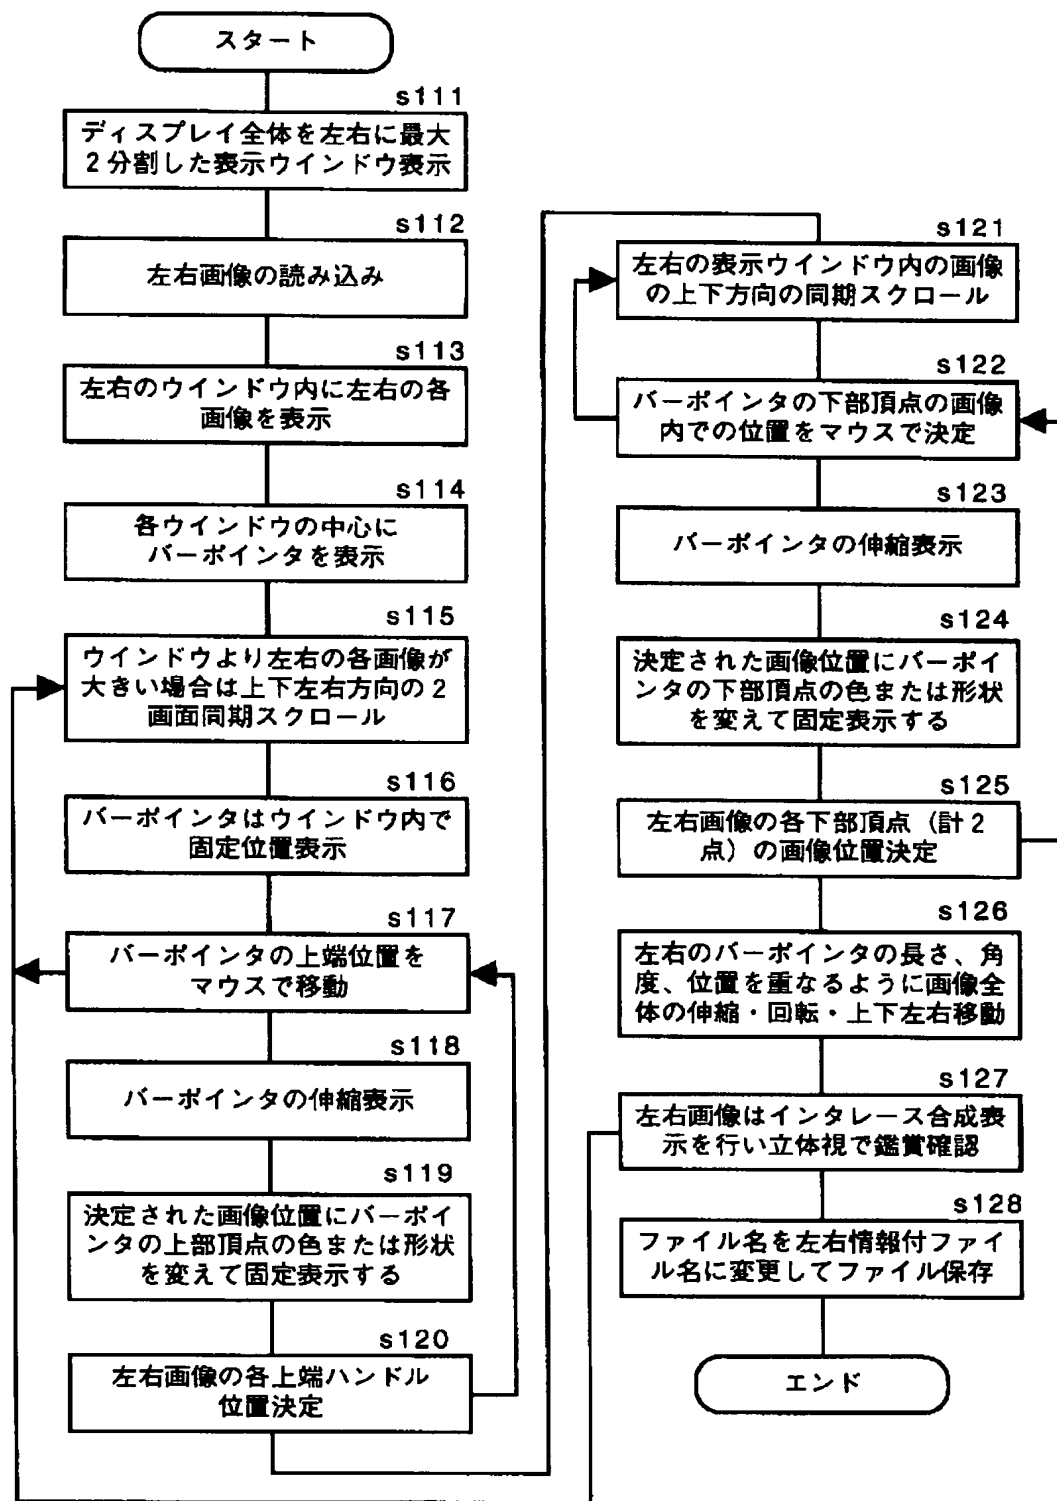 スタート
s111
ディスプレイ全体を左右に最大
2分割した表示ウインドウ表示
s112
左右画像の読み込み
s113
左右のウインドウ内に左右の各
画像を表示
s114
各ウインドウの中心に
バーポインタを表示
s115
ウインドウより左右の各画像が
大きい場合は上下左右方向の2
画面同期スクロール
s116
バーポインタはウインドウ内で
固定位置表示
s117
バーポインタの上端位置を
マウスで移動
s118
バーポインタの伸縮表示
s119
決定された画像位置にバーポイ
ンタの上部頂点の色または形状
を変えて固定表示する
s120
左右画像の各上端ハンドル
位置決定
s121
左右の表示ウインドウ内の画像
の上下方向の同期スクロール
s122
バーポインタの下部頂点の画像
内での位置をマウスで決定
s123
バーポインタの伸縮表示
s124
決定された画像位置にバーポイ
ンタの下部頂点の色または形状
を変えて固定表示する
s125
左右画像の各下部頂点（計2
点）の画像位置決定
s126
左右のバーポインタの長さ、角
度、位置を重なるように画像全
体の伸縮・回転・上下左右移動
s127
左右画像はインタレース合成表
示を行い立体視で鑑賞確認
s128
ファイル名を左右情報付ファイ
ル名に変更してファイル保存
エンド